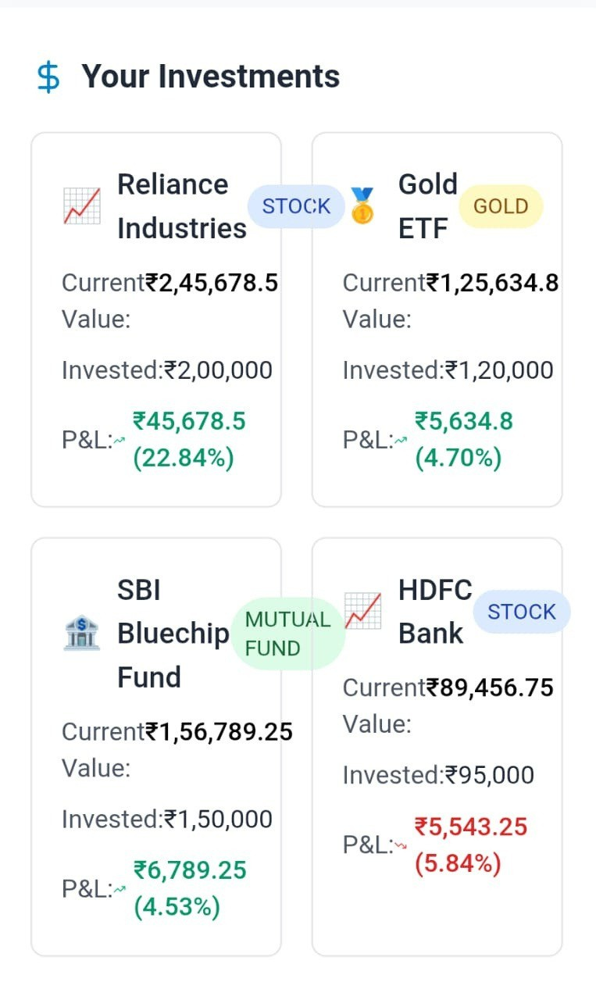 Your Investments
Reliance
Industries
STOCK
Current ₹2,45,678.5
Value:
Invested: ₹2,00,000
P&L: ₹45,678.5
(22.84%)
Gold
ETF
GOLD
Current ₹1,25,634.8
Value:
Invested: ₹1,20,000
P&L: ₹5,634.8
(4.70%)
SBI
Bluechip
Fund
MUTUAL
FUND
Current ₹1,56,789.25
Value:
Invested: ₹1,50,000
P&L: ₹6,789.25
(4.53%)
HDFC
Bank
STOCK
Current ₹89,456.75
Value:
Invested: ₹95,000
P&L: ₹5,543.25
(5.84%)